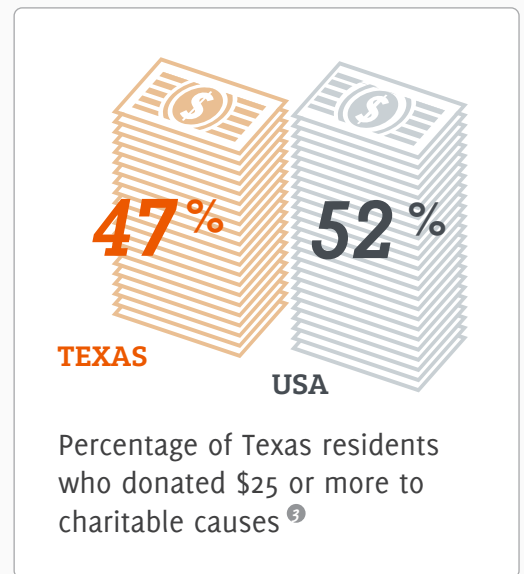 $ $
47% 52%
TEXAS
USA
Percentage of Texas residents
who donated $25 or more to
charitable causes 3